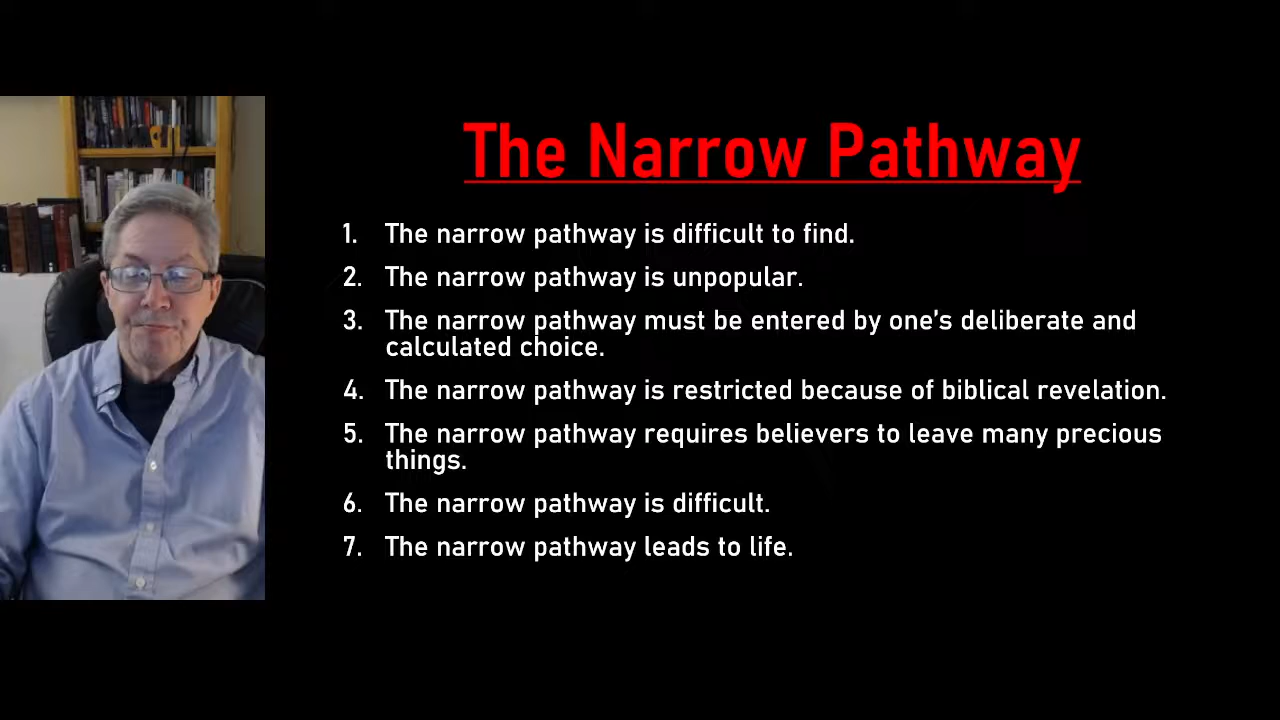 The Narrow Pathway
1. The narrow pathway is difficult to find.
2. The narrow pathway is unpopular.
3. The narrow pathway must be entered by one's deliberate and
calculated choice.
4. The narrow pathway is restricted because of biblical revelation.
5. The narrow pathway requires believers to leave many precious
things.
6. The narrow pathway is difficult.
7. The narrow pathway leads to life.